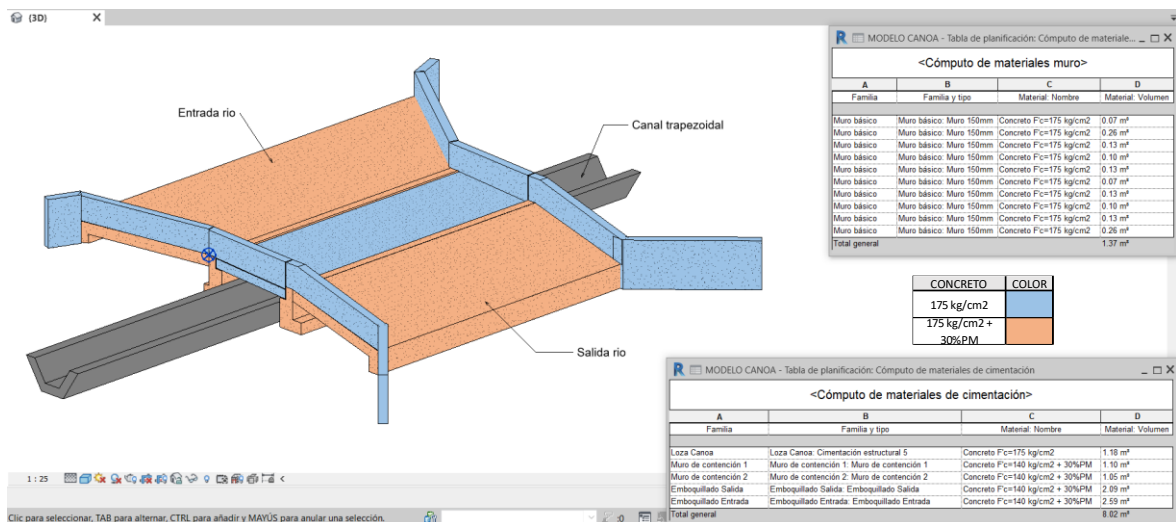 (3D)
MODELO CANOA - Tabla de planificación: Cómputo de materiale...
<Cómputo de materiales muro>
A B C D
Familia Familia y tipo Material: Nombre Material: Volumen
Muro básico Muro básico: Muro 150mm Concreto F'c=175 kg/cm2 0.07 m³
Muro básico Muro básico: Muro 150mm Concreto F'c=175 kg/cm2 0.26 m³
Muro básico Muro básico: Muro 150mm Concreto F'c=175 kg/cm2 0.13 m³
Muro básico Muro básico: Muro 150mm Concreto F'c=175 kg/cm2 0.10 m³
Muro básico Muro básico: Muro 150mm Concreto F'c=175 kg/cm2 0.13 m³
Muro básico Muro básico: Muro 150mm Concreto F'c=175 kg/cm2 0.07 m³
Muro básico Muro básico: Muro 150mm Concreto F'c=175 kg/cm2 0.13 m³
Muro básico Muro básico: Muro 150mm Concreto F'c=175 kg/cm2 0.10 m³
Muro básico Muro básico: Muro 150mm Concreto F'c=175 kg/cm2 0.13 m³
Muro básico Muro básico: Muro 150mm Concreto F'c=175 kg/cm2 0.26 m³
Total general 1.37 m³
Entrada rio
Canal trapezoidal
Salida rio
CONCRETO COLOR
175 kg/cm2
175 kg/cm2 +
30%PM
MODELO CANOA - Tabla de planificación: Cómputo de materiales de cimentación
<Cómputo de materiales de cimentación>
A B C D
Familia Familia y tipo Material: Nombre Material: Volumen
Loza Canoa Loza Canoa: Cimentación estructural 5 Concreto F'c=175 kg/cm2 1.18 m³
Muro de contención 1 Muro de contención 1: Muro de contención 1 Concreto F'c=140 kg/cm2 + 30%PM 1.10 m³
Muro de contención 2 Muro de contención 2: Muro de contención 2 Concreto F'c=140 kg/cm2 + 30%PM 1.05 m³
Emboquillado Salida Emboquillado Salida: Emboquillado Salida Concreto F'c=140 kg/cm2 + 30%PM 2.09 m³
Emboquillado Entrada Emboquillado Entrada: Emboquillado Entrada Concreto F'c=140 kg/cm2 + 30%PM 2.59 m³
Total general 8.02 m³
1 : 25
Clic para seleccionar, TAB para alternar, CTRL para añadir y MAYÚS para anular una selección.
:0